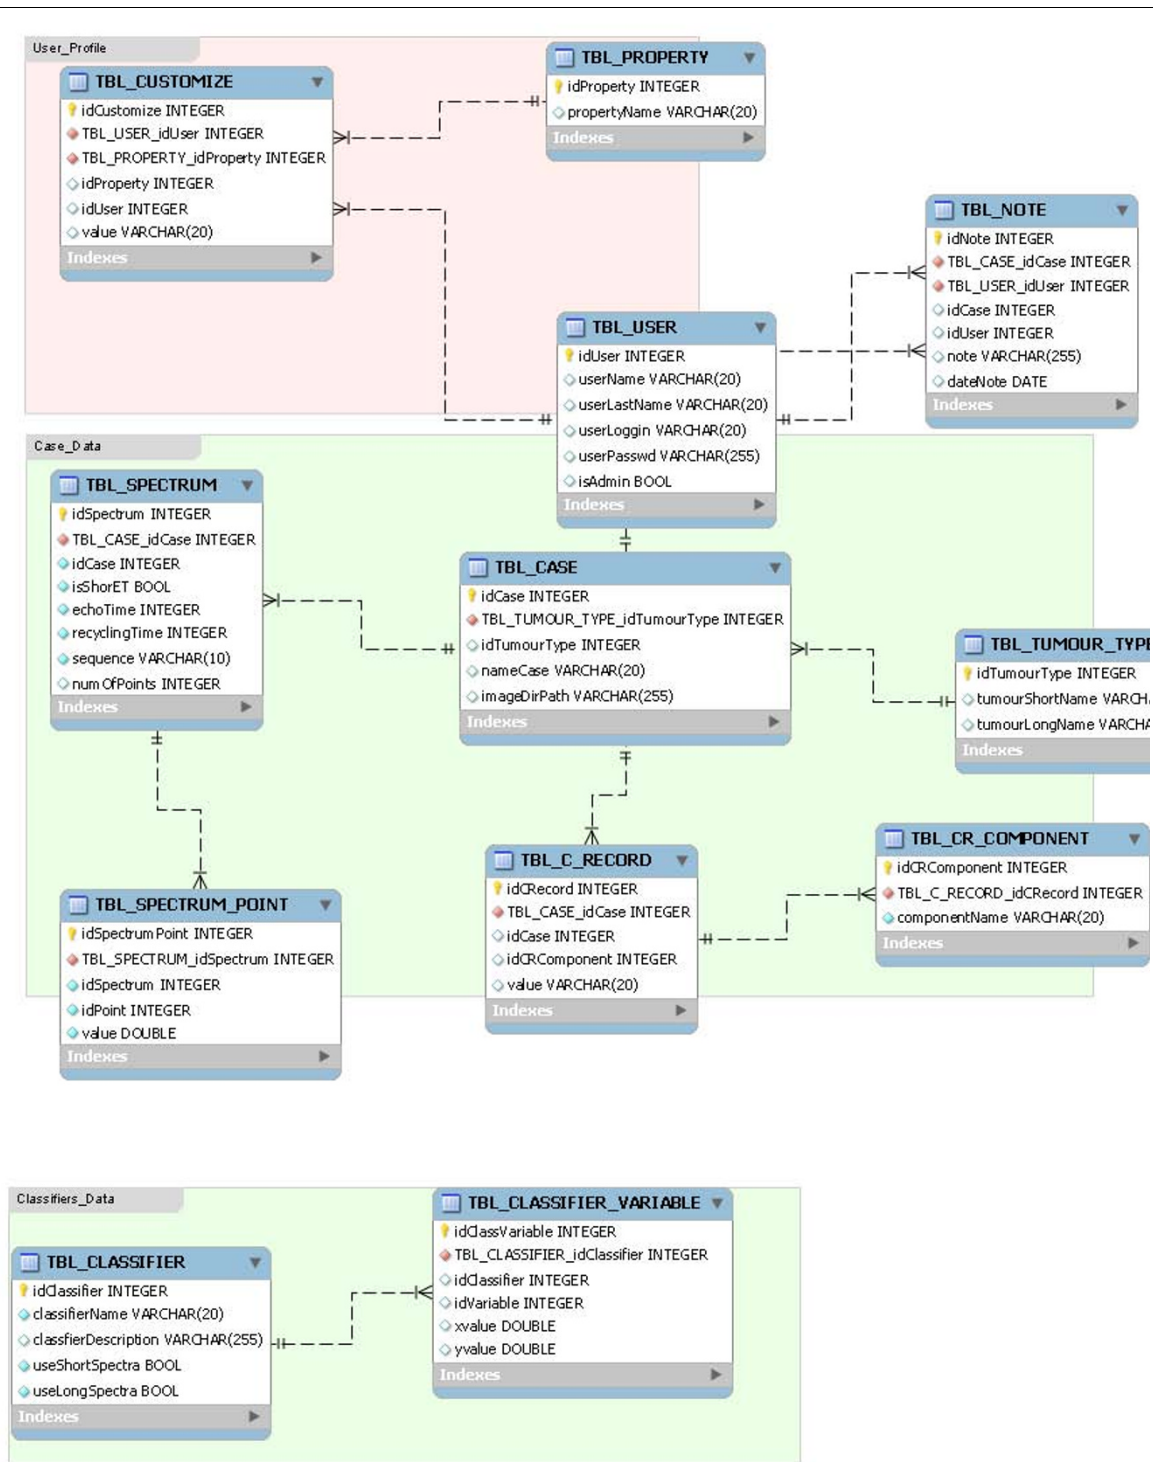 User_Profile
TBL_CUSTOMIZE
idCustomize INTEGER
TBL_USER_idUser INTEGER
TBL_PROPERTY_idProperty INTEGER
idProperty INTEGER
idUser INTEGER
value VARCHAR(20)
Indexes
TBL_PROPERTY
idProperty INTEGER
propertyName VARCHAR(20)
Indexes
TBL_NOTE
idNote INTEGER
TBL_CASE_idCase INTEGER
TBL_USER_idUser INTEGER
idCase INTEGER
idUser INTEGER
note VARCHAR(255)
dateNote DATE
Indexes
TBL_USER
idUser INTEGER
userName VARCHAR(20)
userLastName VARCHAR(20)
userLoggin VARCHAR(20)
userPasswd VARCHAR(255)
isAdmin BOOL
Indexes
Case_Data
TBL_SPECTRUM
idSpectrum INTEGER
TBL_CASE_idCase INTEGER
idCase INTEGER
isShorET BOOL
echoTime INTEGER
recyclingTime INTEGER
sequence VARCHAR(10)
numOfPoints INTEGER
Indexes
TBL_CASE
idCase INTEGER
TBL_TUMOUR_TYPE_idTumourType INTEGER
idTumourType INTEGER
nameCase VARCHAR(20)
imageDirPath VARCHAR(255)
Indexes
TBL_TUMOUR_TYPE
idTumourType INTEGER
tumourShortName VARCH
tumourLongName VARCHA
Indexes
TBL_SPECTRUM_POINT
idSpectrumPoint INTEGER
TBL_SPECTRUM_idSpectrum INTEGER
idSpectrum INTEGER
idPoint INTEGER
value DOUBLE
Indexes
TBL_C_RECORD
idCRecord INTEGER
TBL_CASE_idCase INTEGER
idCase INTEGER
idCRComponent INTEGER
value VARCHAR(20)
Indexes
TBL_CR_COMPONENT
idCRComponent INTEGER
TBL_C_RECORD_idCRecord INTEGER
componentName VARCHAR(20)
Indexes
Classifiers_Data
TBL_CLASSIFIER
idClassifier INTEGER
classifierName VARCHAR(20)
classfierDescription VARCHAR(255)
useShortSpectra BOOL
useLongSpectra BOOL
Indexes
TBL_CLASSIFIER_VARIABLE
idClassVariable INTEGER
TBL_CLASSIFIER_idClassifier INTEGER
idClassifier INTEGER
idVariable INTEGER
xvalue DOUBLE
yvalue DOUBLE
Indexes